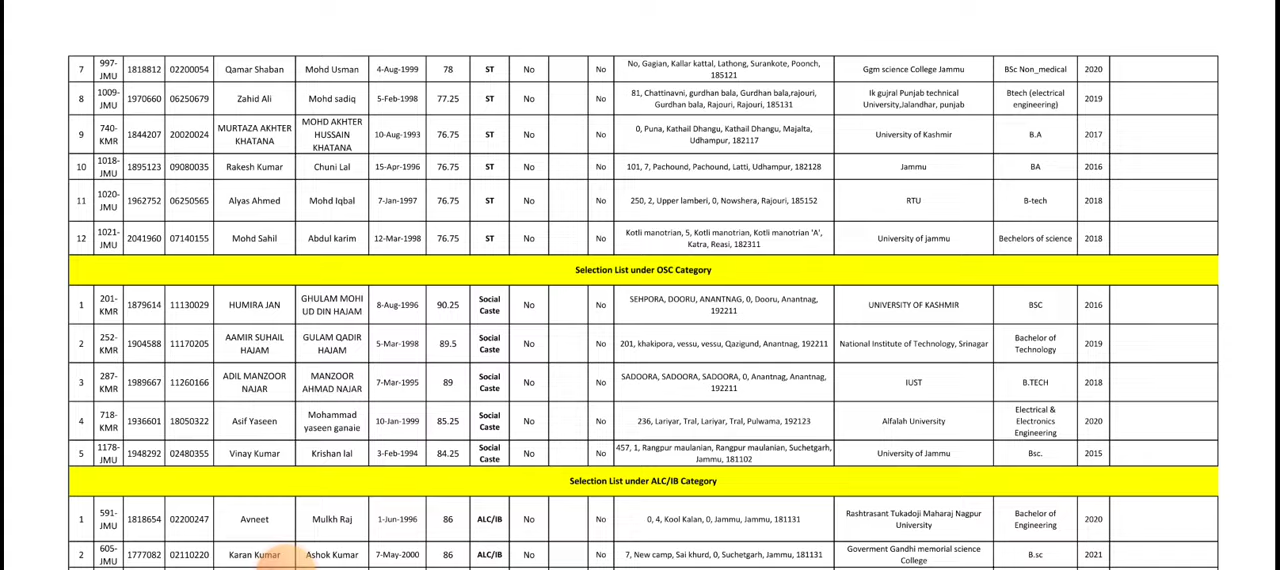 7 997-JMU 1818812 02200054 Qamar Shaban Mohd Usman 4-Aug-1999 78 ST No No No, Gagian, Kallar kattal, Lathong, Surankote, Poonch, 185121 Ggm science College Jammu BSc Non_medical 2020
8 1009-JMU 1970660 06250679 Zahid Ali Mohd sadiq 5-Feb-1998 77.25 ST No No 81, Chattinavni, gurdhan bala, Gurdhan bala,rajouri, Gurdhan bala, Rajouri, Rajouri, 185131 Ik gujral Punjab technical University,Jalandhar, punjab Btech (electrical engineering) 2019
9 740-KMR 1844207 20020024 MURTAZA AKHTER KHATANA MOHD AKHTER HUSSAIN KHATANA 10-Aug-1993 76.75 ST No No 0, Puna, Kathail Dhangu, Kathail Dhangu, Majalta, Udhampur, 182117 University of Kashmir B.A 2017
10 1018-JMU 1895123 09080035 Rakesh Kumar Chuni Lal 15-Apr-1996 76.75 ST No No 101, 7, Pachound, Pachound, Latti, Udhampur, 182128 Jammu BA 2016
11 1020-JMU 1962752 06250565 Alyas Ahmed Mohd Iqbal 7-Jan-1997 76.75 ST No No 250, 2, Upper lamberi, 0, Nowshera, Rajouri, 185152 RTU B-tech 2018
12 1021-JMU 2041960 07140155 Mohd Sahil Abdul karim 12-Mar-1998 76.75 ST No No Kotli manotrian, 5, Kotli manotrian, Kotli manotrian 'A', Katra, Reasi, 182311 University of jammu Bechelors of science 2018
Selection List under OSC Category
1 201-KMR 1879614 11130029 HUMIRA JAN GHULAM MOHI UD DIN HAJAM 8-Aug-1996 90.25 Social Caste No No SEHPORA, DOORU, ANANTNAG, 0, Dooru, Anantnag, 192211 UNIVERSITY OF KASHMIR BSC 2016
2 252-KMR 1904588 11170205 AAMIR SUHAIL HAJAM GULAM QADIR HAJAM 5-Mar-1998 89.5 Social Caste No No 201, khakipora, vessu, vessu, Qazigund, Anantnag, 192211 National Institute of Technology, Srinagar Bachelor of Technology 2019
3 287-KMR 1989667 11260166 ADIL MANZOOR NAJAR MANZOOR AHMAD NAJAR 7-Mar-1995 89 Social Caste No No SADOORA, SADOORA, SADOORA, 0, Anantnag, Anantnag, 192211 IUST B.TECH 2018
4 718-KMR 1936601 18050322 Asif Yaseen Mohammad yaseen ganaie 10-Jan-1999 85.25 Social Caste No No 236, Lariyar, Tral, Lariyar, Tral, Pulwama, 192123 Alfalah University Electrical & Electronics Engineering 2020
5 1178-JMU 1948292 02480355 Vinay Kumar Krishan lal 3-Feb-1994 84.25 Social Caste No No 457, 1, Rangpur maulanian, Rangpur maulanian, Suchetgarh, Jammu, 181102 University of Jammu Bsc. 2015
Selection List under ALC/IB Category
1 591-JMU 1818654 02200247 Avneet Mulkh Raj 1-Jun-1996 86 ALC/IB No No 0, 4, Kool Kalan, 0, Jammu, Jammu, 181131 Rashtrasant Tukadoji Maharaj Nagpur University Bachelor of Engineering 2020
2 605-JMU 1777082 02110220 Karan Kumar Ashok Kumar 7-May-2000 86 ALC/IB No No 7, New camp, Sai khurd, 0, Suchetgarh, Jammu, 181131 Goverment Gandhi memorial science College B.sc 2021